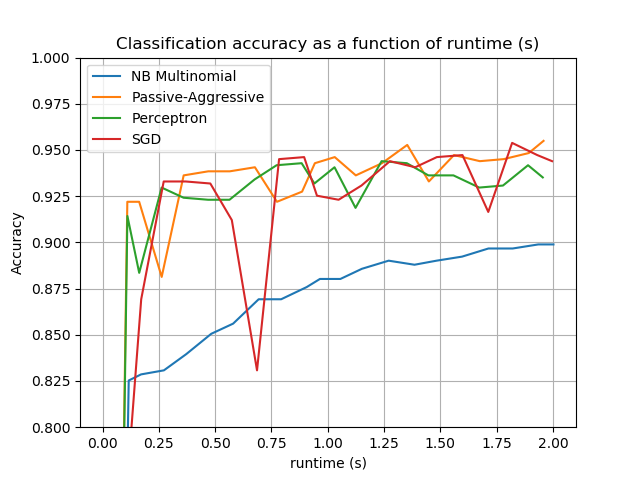 Classification accuracy as a function of runtime (s)
NB Multinomial
Passive-Aggressive
Perceptron
SGD
Accuracy
1.000
0.975
0.950
0.925
0.900
0.875
0.850
0.825
0.800
0.00 0.25 0.50 0.75 1.00 1.25 1.50 1.75 2.00
runtime (s)